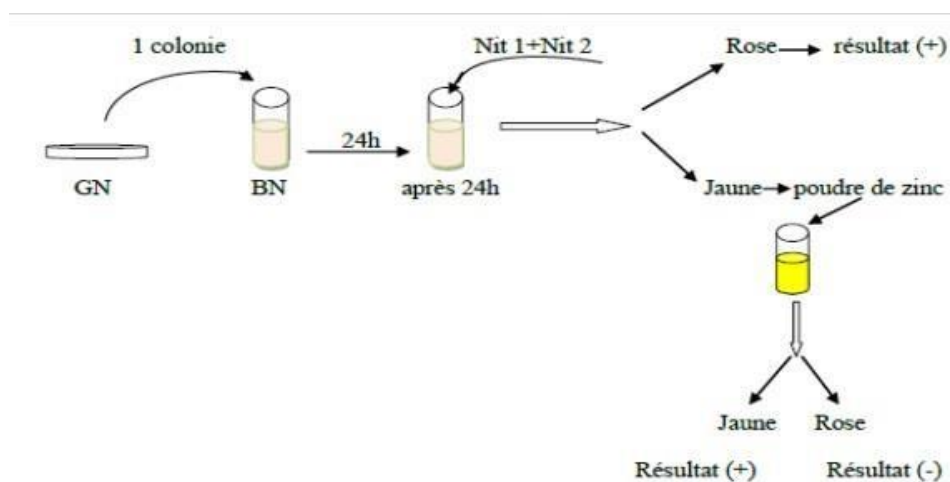 1 colonie
Nit 1+Nit 2
Rose
résultat (+)
24h
GN
BN
après 24h
Jaune
poudre de zinc
Jaune
Rose
Résultat (+)
Résultat (-)